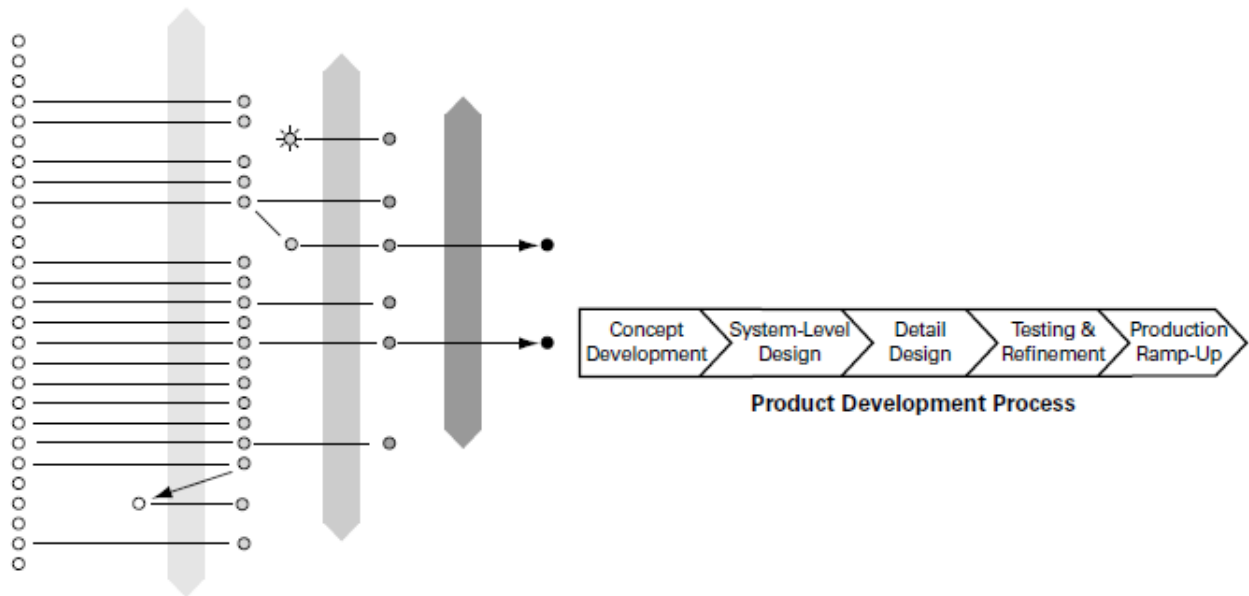 Concept
Development
System-Level
Design
Detail
Design
Testing &
Refinement
Production
Ramp-Up
Product Development Process